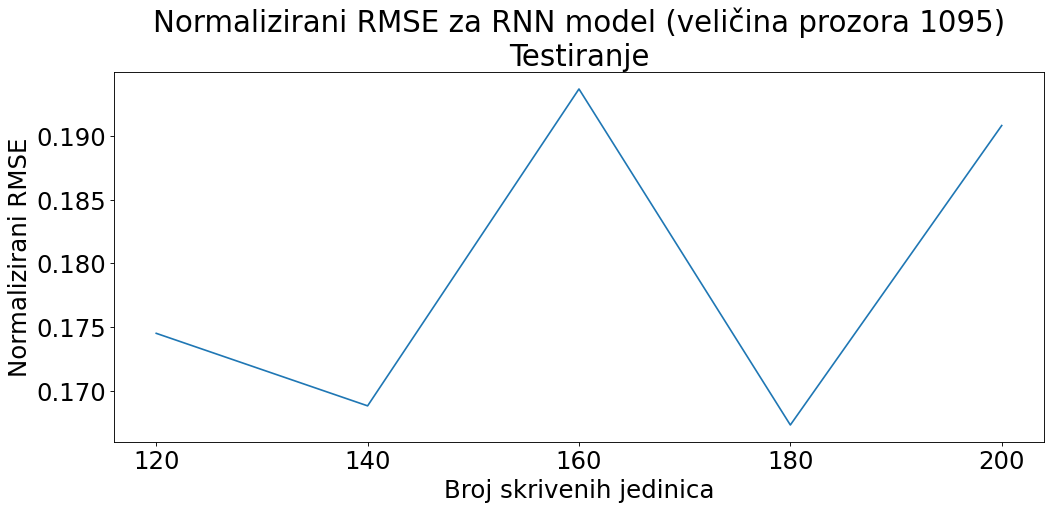 Normalizirani RMSE za RNN model (veličina prozora 1095)
Testiranje
Normalizirani RMSE
0.190
0.185
0.180
0.175
0.170
120 140 160 180 200
Broj skrivenih jedinica